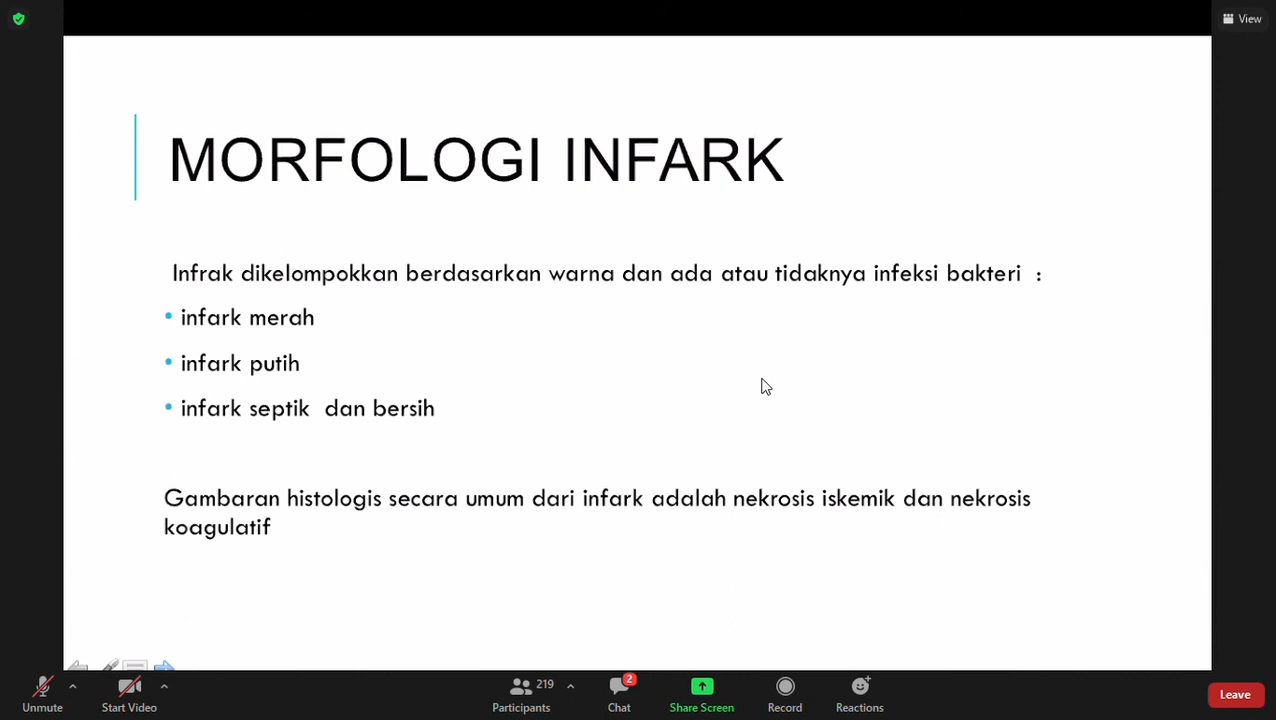 View
MORFOLOGI INFARK
Infrak dikelompokkan berdasarkan warna dan ada atau tidaknya infeksi bakteri :
• infark merah
• infark putih
• infark septik dan bersih
Gambaran histologis secara umum dari infark adalah nekrosis iskemik dan nekrosis
koagulatif
Unmute
Start Video
219
Participants
2
Chat
Share Screen
Record
Reactions
Leave